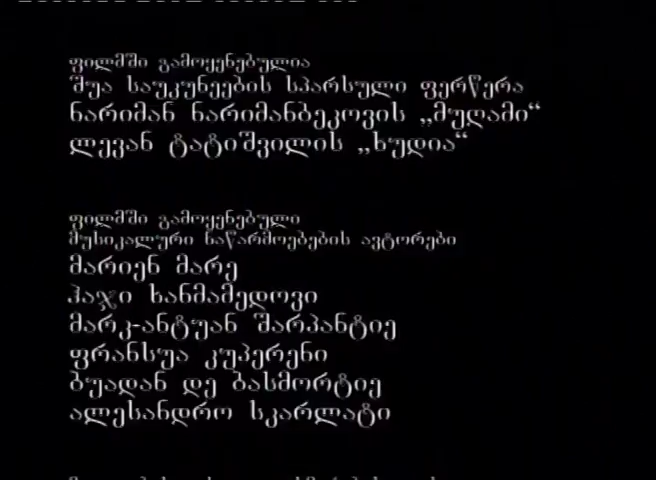 ფილმში გამოყენებულია
შუა საუკუნეების სპარსული ფერწერა
ნარიმან ნარიმანბეკოვის „მუღამი“
ლევან ტატიშვილის „ხუდია“
ფილმში გამოყენებული
მუსიკალური ნაწარმოებების ავტორები
მარიენ მარე
ჰაჯი ხანმამედოვი
მარკ-ანტუან შარპანტიე
ფრანსუა კუპერენი
ბუადან დე ბასმორტიე
ალესანდრო სკარლატი